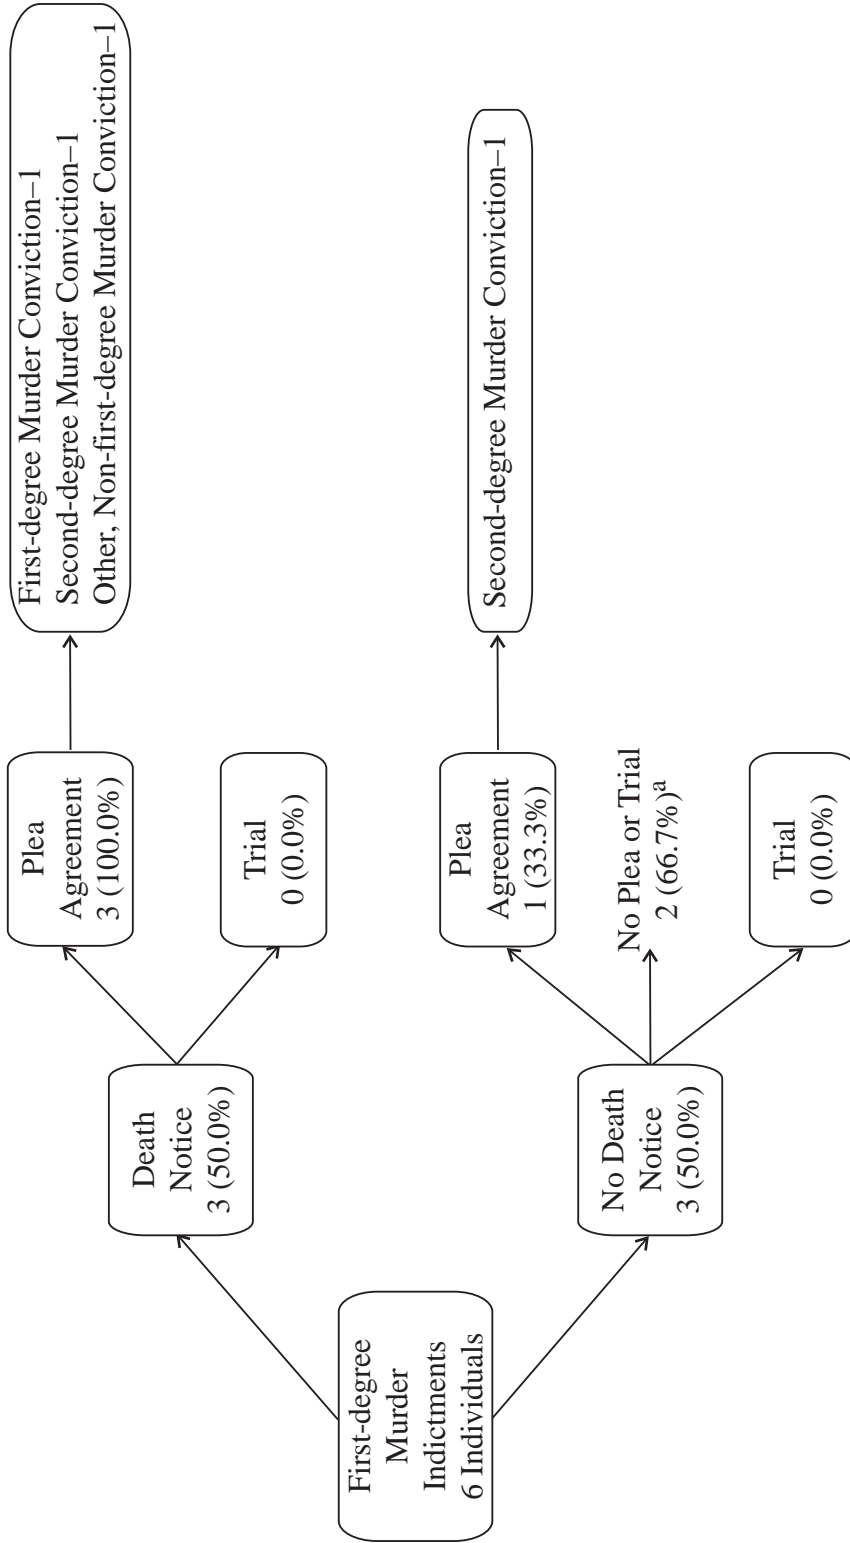 First-degree
Murder
Indictments
6 Individuals
Death
Notice
3 (50.0%)
Plea
Agreement
3 (100.0%)
First-degree Murder Conviction–1
Second-degree Murder Conviction–1
Other, Non-first-degree Murder Conviction–1
Trial
0 (0.0%)
No Death
Notice
3 (50.0%)
Plea
Agreement
1 (33.3%)
Second-degree Murder Conviction–1
No Plea or Trial
2 (66.7%)ᵃ
Trial
0 (0.0%)